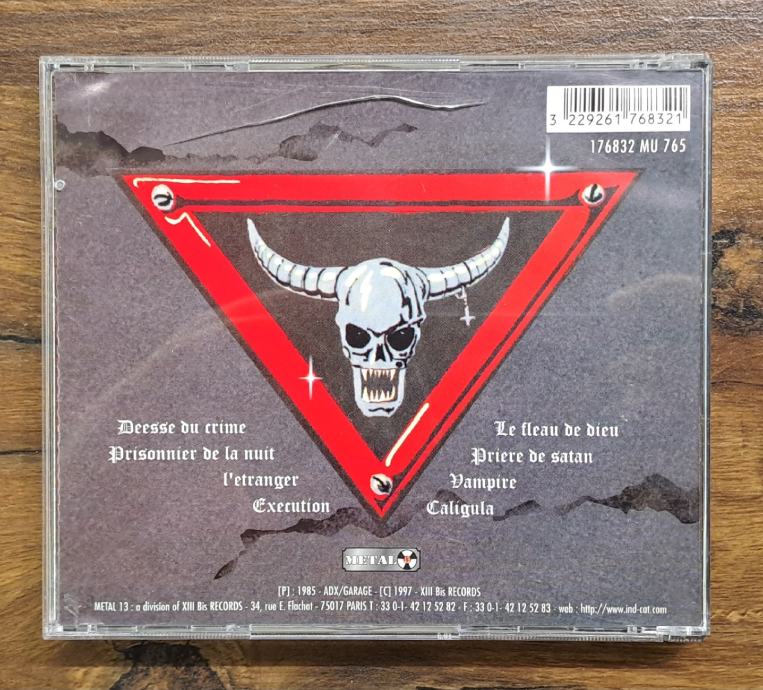 3 229261 768321
176832 MU 765
Deesse du crime
Prisonnier de la nuit
l'etranger
Execution
Le fleau de dieu
Priere de satan
Vampire
Caligula
METAL 13
[P] : 1985 - ADX/GARAGE - [C] 1997 - XIII Bis RECORDS
METAL 13 : a division of XIII Bis RECORDS - 34, rue E. Flachat - 75017 PARIS T : 33 0-1- 42 12 52 82 - F : 33 0-1- 42 12 52 83 - web : http://www.ind-cat.com